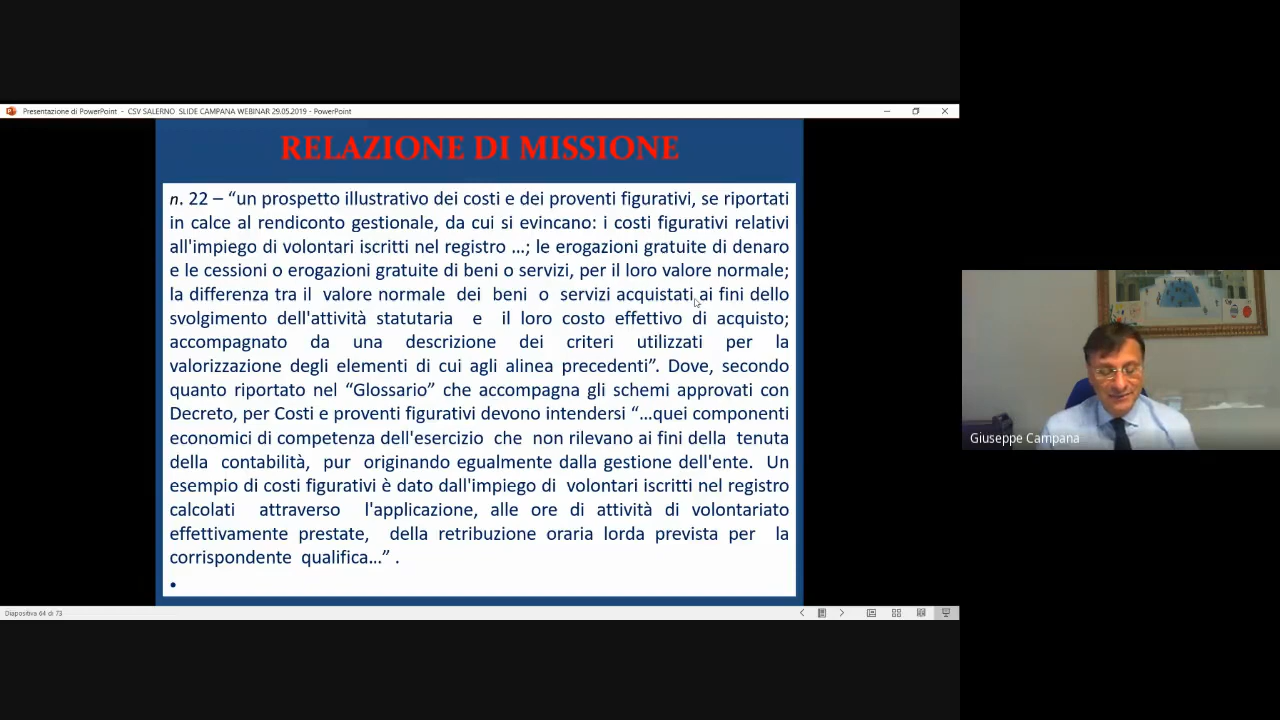 Presentazione di PowerPoint - CSV SALERNO SLIDE CAMPANA WEBINAR 29.05.2019 - PowerPoint
RELAZIONE DI MISSIONE
n. 22 – “un prospetto illustrativo dei costi e dei proventi figurativi, se riportati
in calce al rendiconto gestionale, da cui si evincano: i costi figurativi relativi
all'impiego di volontari iscritti nel registro …; le erogazioni gratuite di denaro
e le cessioni o erogazioni gratuite di beni o servizi, per il loro valore normale;
la differenza tra il valore normale dei beni o servizi acquistati ai fini dello
svolgimento dell'attività statutaria e il loro costo effettivo di acquisto;
accompagnato da una descrizione dei criteri utilizzati per la
valorizzazione degli elementi di cui agli alinea precedenti”. Dove, secondo
quanto riportato nel “Glossario” che accompagna gli schemi approvati con
Decreto, per Costi e proventi figurativi devono intendersi “…quei componenti
economici di competenza dell'esercizio che non rilevano ai fini della tenuta
della contabilità, pur originando egualmente dalla gestione dell'ente. Un
esempio di costi figurativi è dato dall'impiego di volontari iscritti nel registro
calcolati attraverso l'applicazione, alle ore di attività di volontariato
effettivamente prestate, della retribuzione oraria lorda prevista per la
corrispondente qualifica…” .
•
Diapositiva 64 di 73
Giuseppe Campana